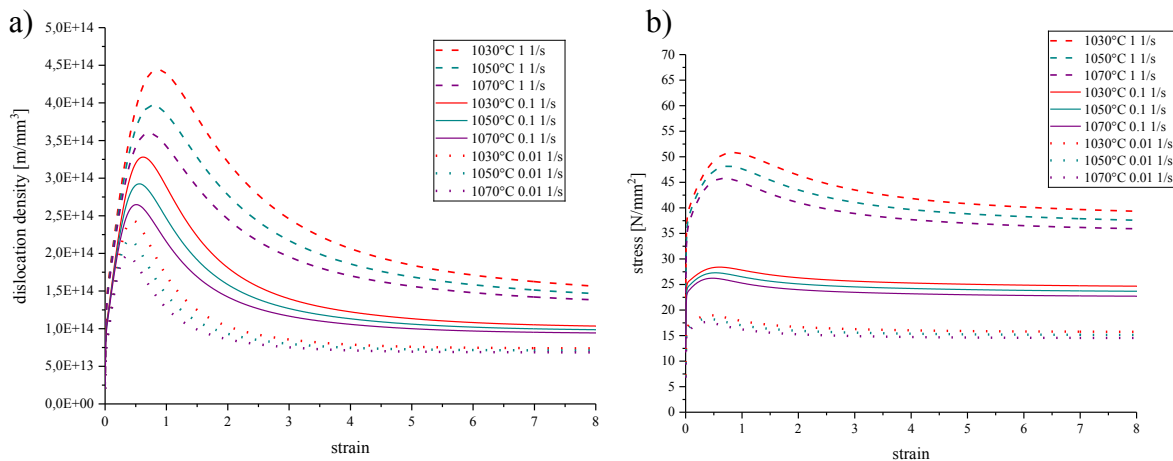 a)
dislocation density [m/mm³]
5,0E+14
4,5E+14
4,0E+14
3,5E+14
3,0E+14
2,5E+14
2,0E+14
1,5E+14
1,0E+14
5,0E+13
0,0E+00
0 1 2 3 4 5 6 7 8
strain
1030°C 1 1/s
1050°C 1 1/s
1070°C 1 1/s
1030°C 0.1 1/s
1050°C 0.1 1/s
1070°C 0.1 1/s
1030°C 0.01 1/s
1050°C 0.01 1/s
1070°C 0.01 1/s
b)
stress [N/mm²]
70
65
60
55
50
45
40
35
30
25
20
15
10
5
0
0 1 2 3 4 5 6 7 8
strain
1030°C 1 1/s
1050°C 1 1/s
1070°C 1 1/s
1030°C 0.1 1/s
1050°C 0.1 1/s
1070°C 0.1 1/s
1030°C 0.01 1/s
1050°C 0.01 1/s
1070°C 0.01 1/s